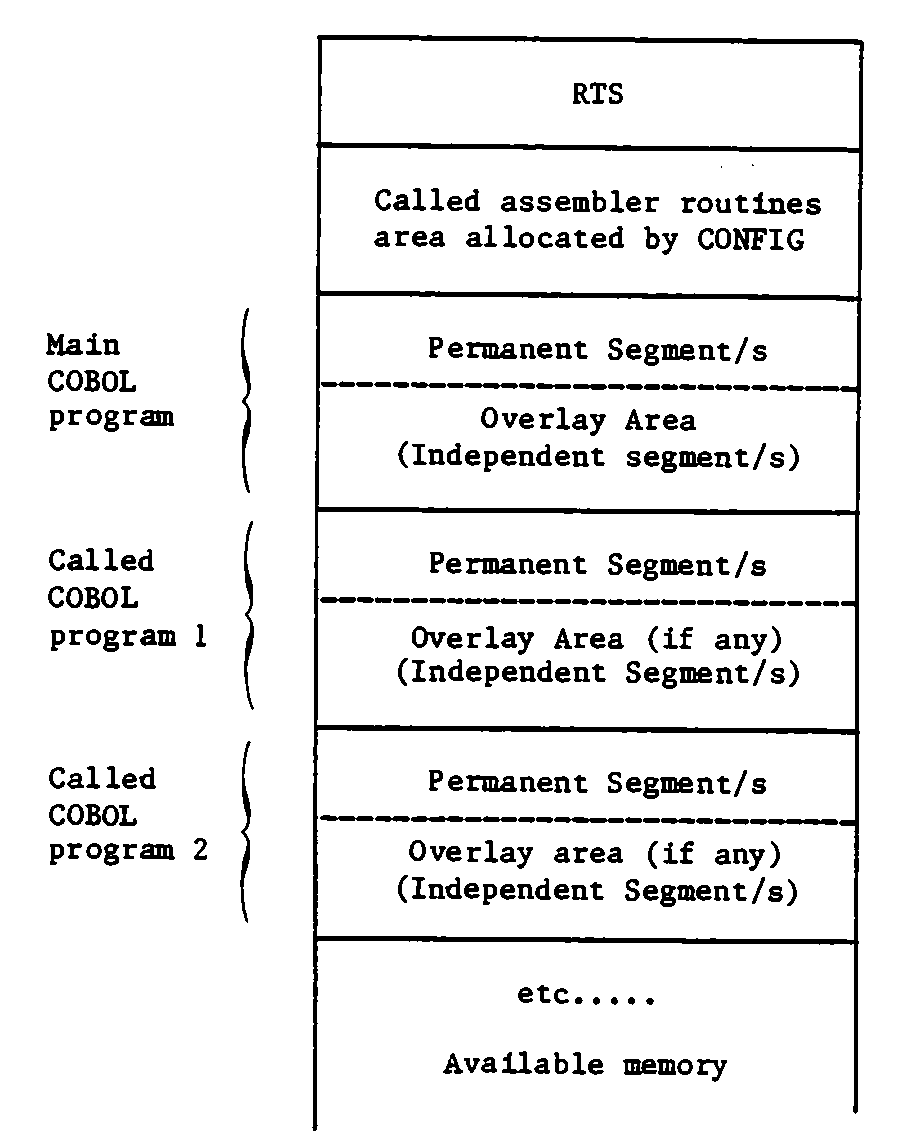 RTS
Called assembler routines
area allocated by CONFIG
Main
COBOL
program
Permanent Segment/s
Overlay Area
(Independent segment/s)
Called
COBOL
program 1
Permanent Segment/s
Overlay Area (if any)
(Independent Segment/s)
Called
COBOL
program 2
Permanent Segment/s
Overlay area (if any)
(Independent Segment/s)
etc.....
Available memory